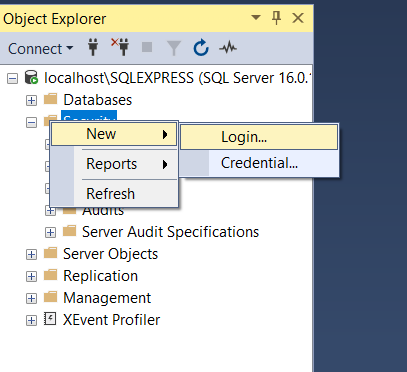 Object Explorer
Connect
localhost\SQLEXPRESS (SQL Server 16.0.1
Databases
Security
New
Login...
Credential...
Reports
Refresh
Audits
Server Audit Specifications
Server Objects
Replication
Management
XEvent Profiler